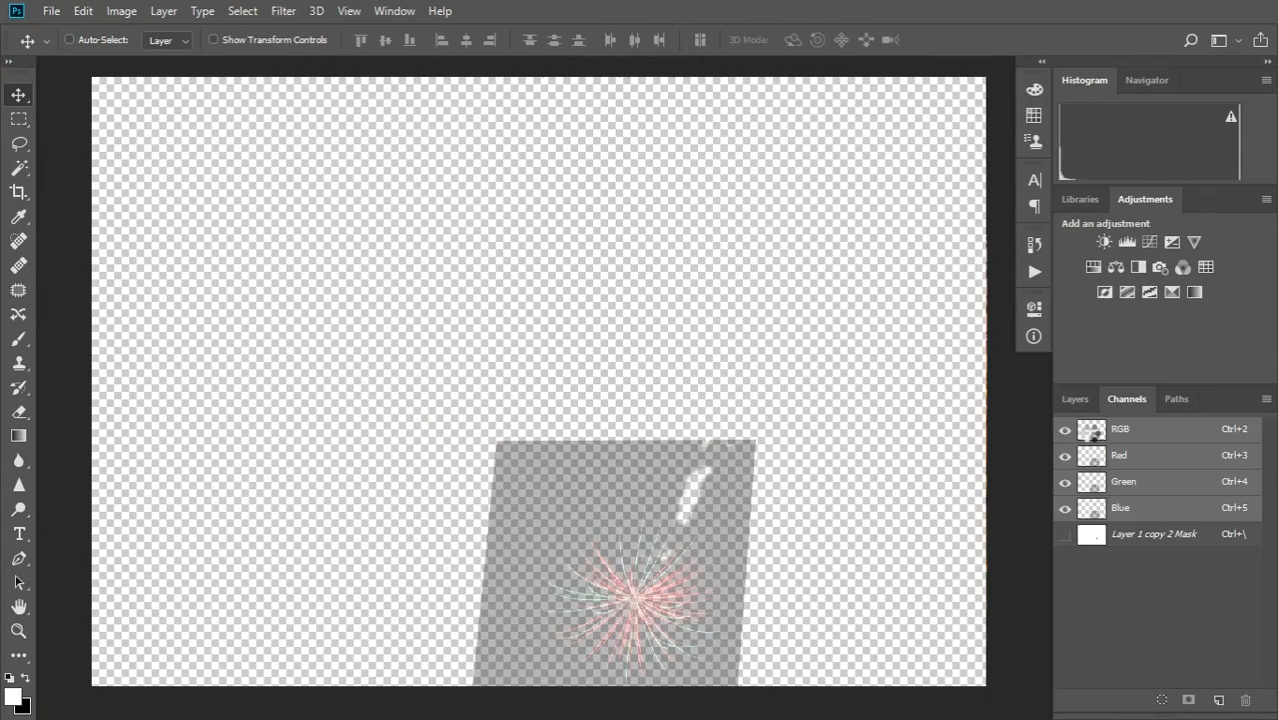 Ps File Edit Image Layer Type Select Filter 3D View Window Help
Auto-Select: Layer Show Transform Controls 3D Mode:
Histogram Navigator
Libraries Adjustments
Add an adjustment
Layers Channels Paths
RGB Ctrl+2
Red Ctrl+3
Green Ctrl+4
Blue Ctrl+5
Layer 1 copy 2 Mask Ctrl+\